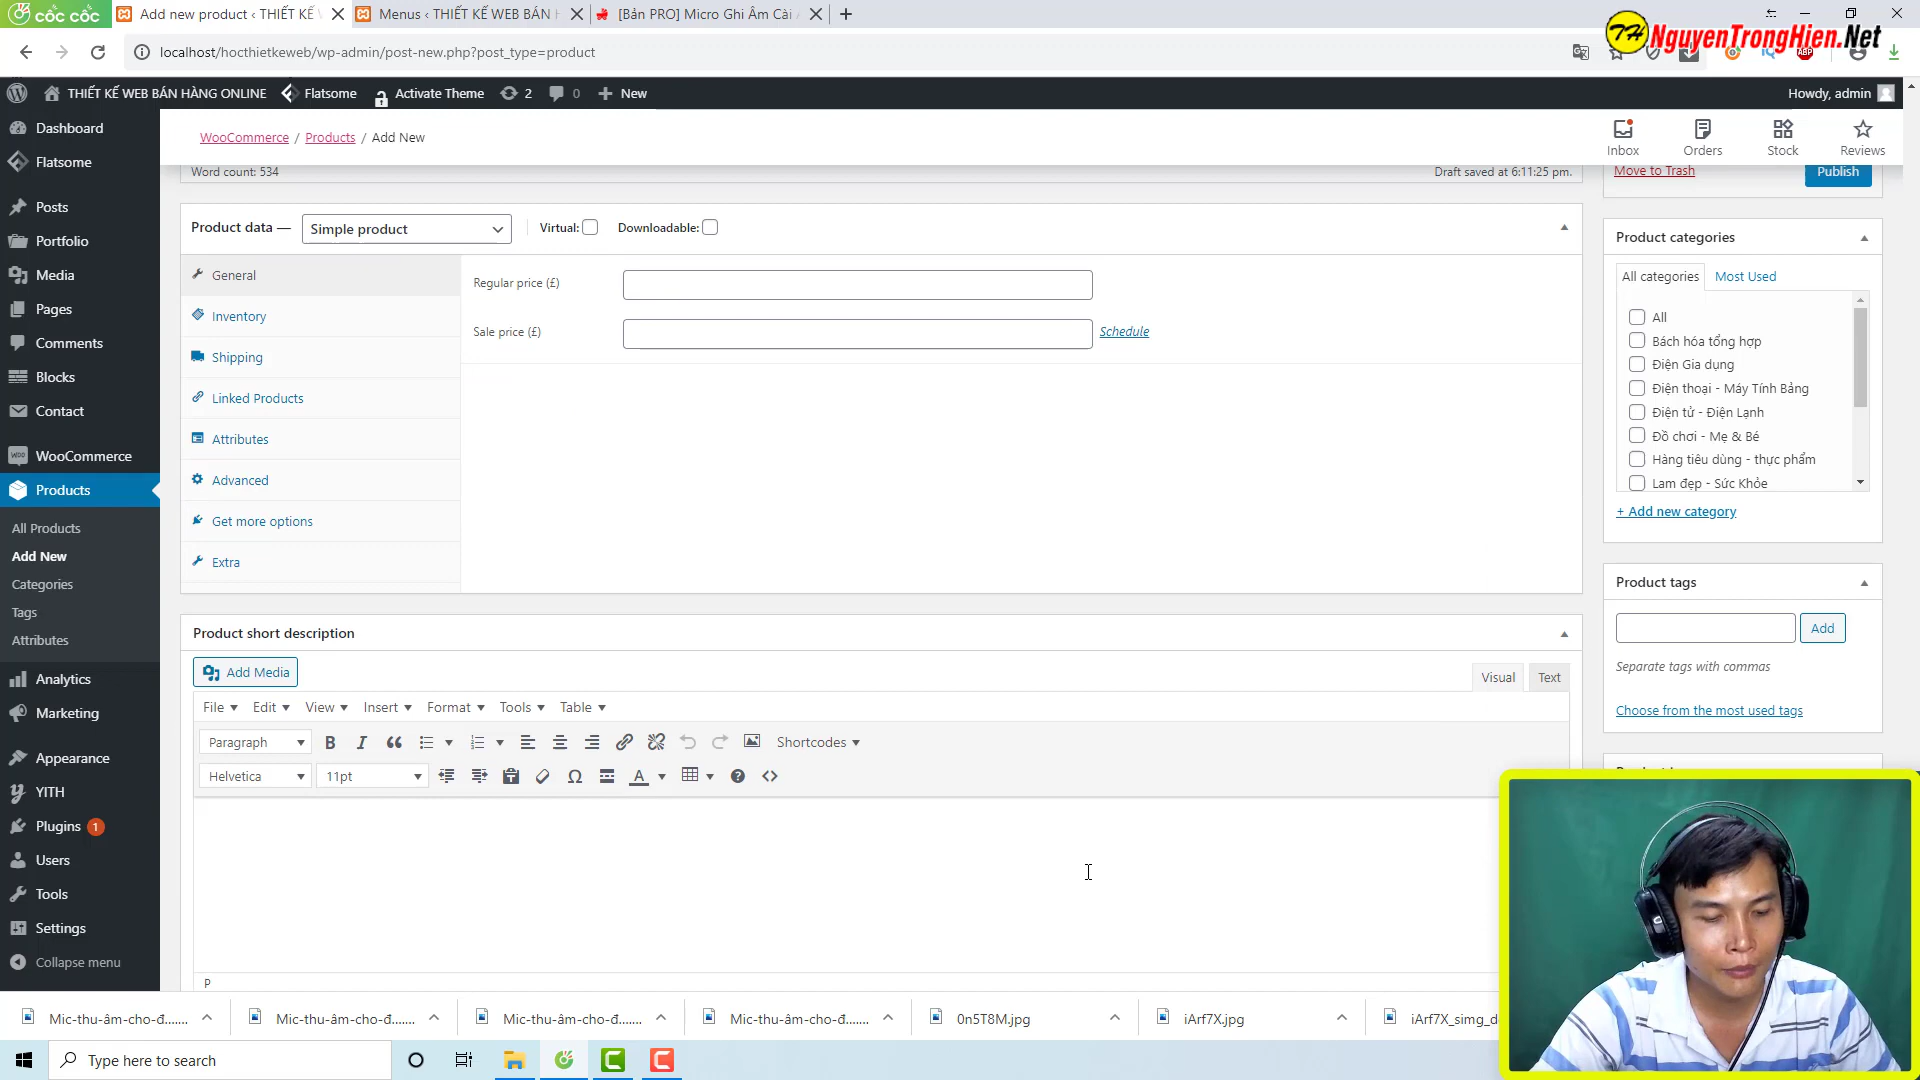 cốc cốc
Add new product ‹ THIẾT KẾ
Menus ‹ THIẾT KẾ WEB BÁN H
[Bản PRO] Micro Ghi Âm Cài
NguyenTrongHien.Net
localhost/hocthietkeweb/wp-admin/post-new.php?post_type=product
THIẾT KẾ WEB BÁN HÀNG ONLINE
Flatsome
Activate Theme
2
0
New
Howdy, admin
WooCommerce / Products / Add New
Inbox
Orders
Stock
Reviews
Dashboard
Flatsome
Posts
Portfolio
Media
Pages
Comments
Blocks
Contact
WooCommerce
Products
All Products
Add New
Categories
Tags
Attributes
Analytics
Marketing
Appearance
YITH
Plugins 1
Users
Tools
Settings
Collapse menu
Word count: 534
Draft saved at 6:11:25 pm.
Product data — Simple product
Virtual:
Downloadable:
General
Inventory
Shipping
Linked Products
Attributes
Advanced
Get more options
Extra
Regular price (£)
Sale price (£)
Schedule
Product short description
Add Media
Visual
Text
File Edit View Insert Format Tools Table
Paragraph
Shortcodes
Helvetica
11pt
P
Move to Trash
Publish
Product categories
All categories
Most Used
All
Bách hóa tổng hợp
Điện Gia dụng
Điện thoại - Máy Tính Bảng
Điện tử - Điện Lạnh
Đồ chơi - Mẹ & Bé
Hàng tiêu dùng - thực phẩm
Lam đẹp - Sức Khỏe
+ Add new category
Product tags
Add
Separate tags with commas
Choose from the most used tags
Mic-thu-âm-cho-đ.......
Mic-thu-âm-cho-đ.......
Mic-thu-âm-cho-đ.......
Mic-thu-âm-cho-đ.......
0n5T8M.jpg
iArf7X.jpg
iArf7X_simg_d
Type here to search